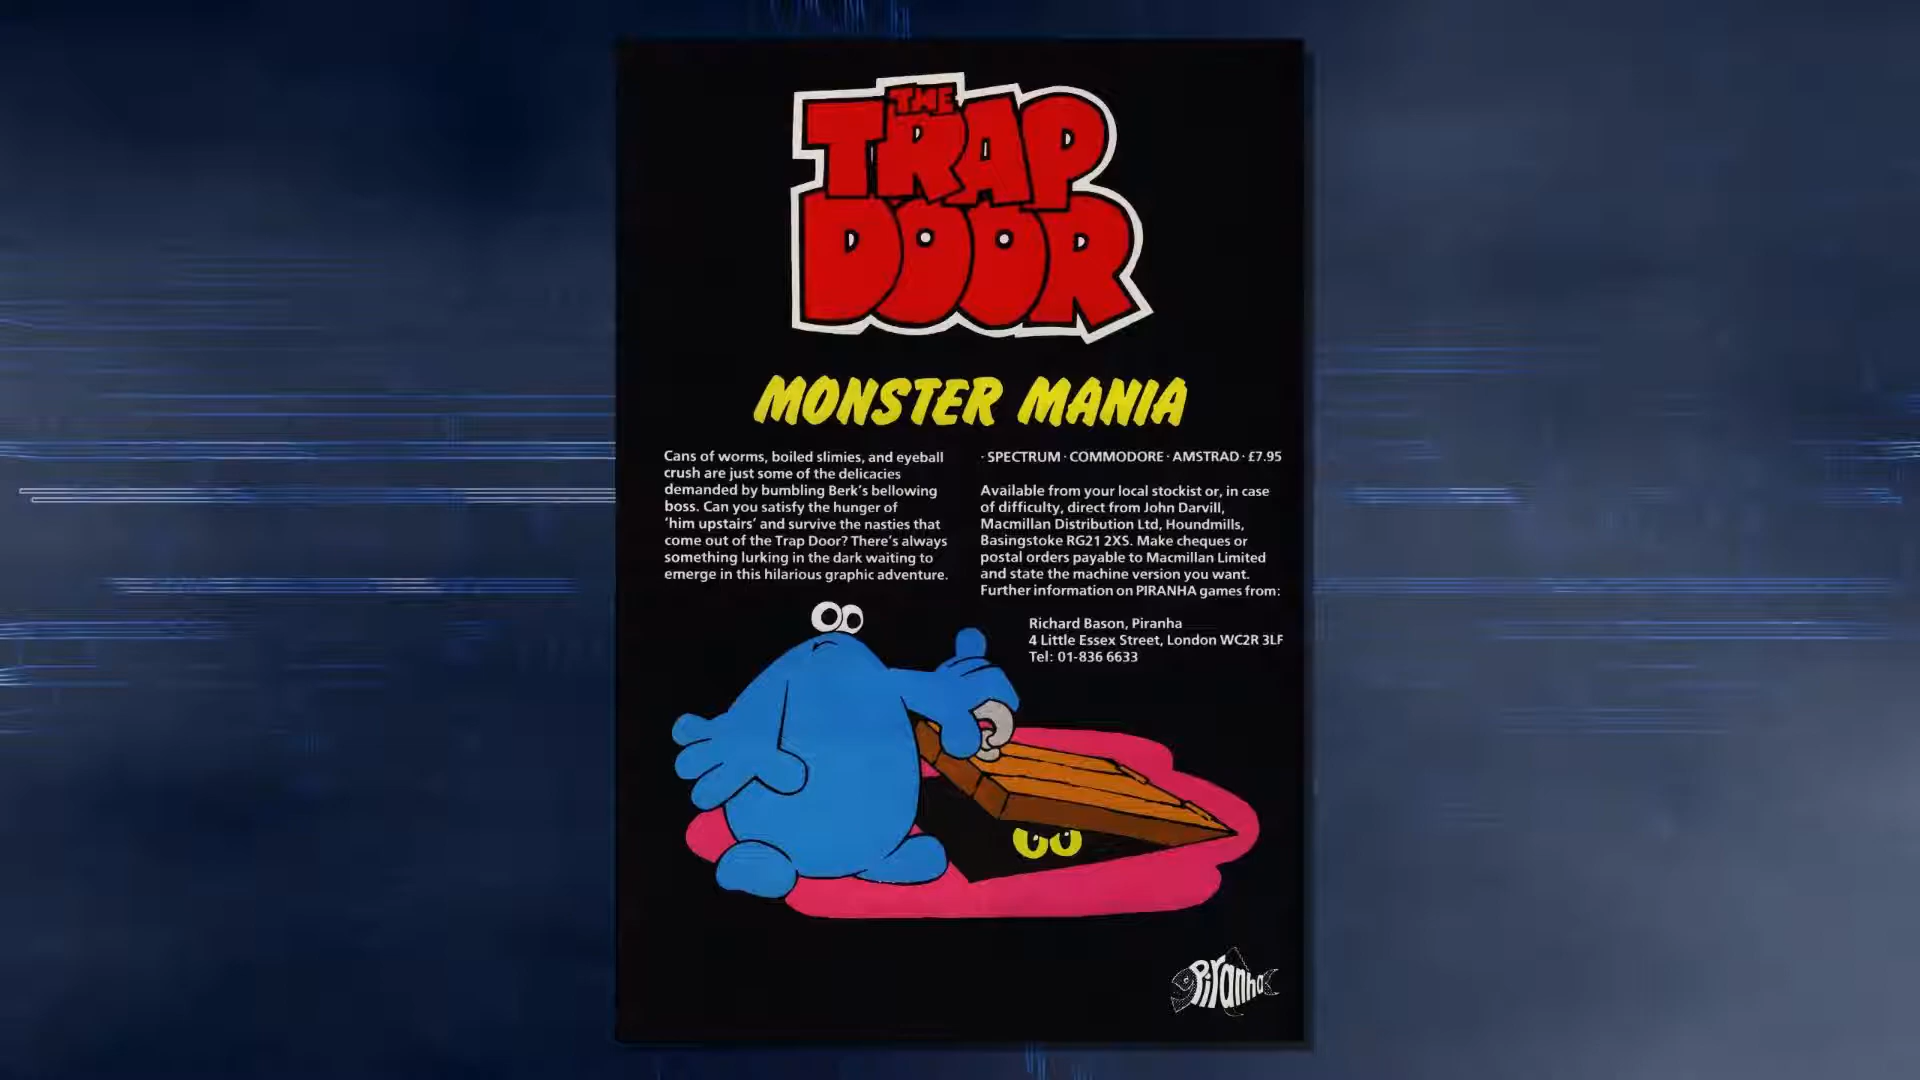 THE
TRAP
DOOR
MONSTER MANIA
Cans of worms, boiled slimies, and eyeball
crush are just some of the delicacies
demanded by bumbling Berk's bellowing
boss. Can you satisfy the hunger of
'him upstairs' and survive the nasties that
come out of the Trap Door? There's always
something lurking in the dark waiting to
emerge in this hilarious graphic adventure.
· SPECTRUM · COMMODORE · AMSTRAD · £7.95
Available from your local stockist or, in case
of difficulty, direct from John Darvill,
Macmillan Distribution Ltd, Houndmills,
Basingstoke RG21 2XS. Make cheques or
postal orders payable to Macmillan Limited
and state the machine version you want.
Further information on PIRANHA games from:
Richard Bason, Piranha
4 Little Essex Street, London WC2R 3LF
Tel: 01-836 6633
Piranha